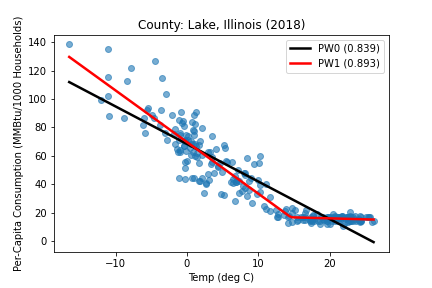 County: Lake, Illinois (2018)
PW0 (0.839)
PW1 (0.893)
Per-Capita Consumption (MMBtu/1000 Households)
140
120
100
80
60
40
20
0
−10
0
10
20
Temp (deg C)